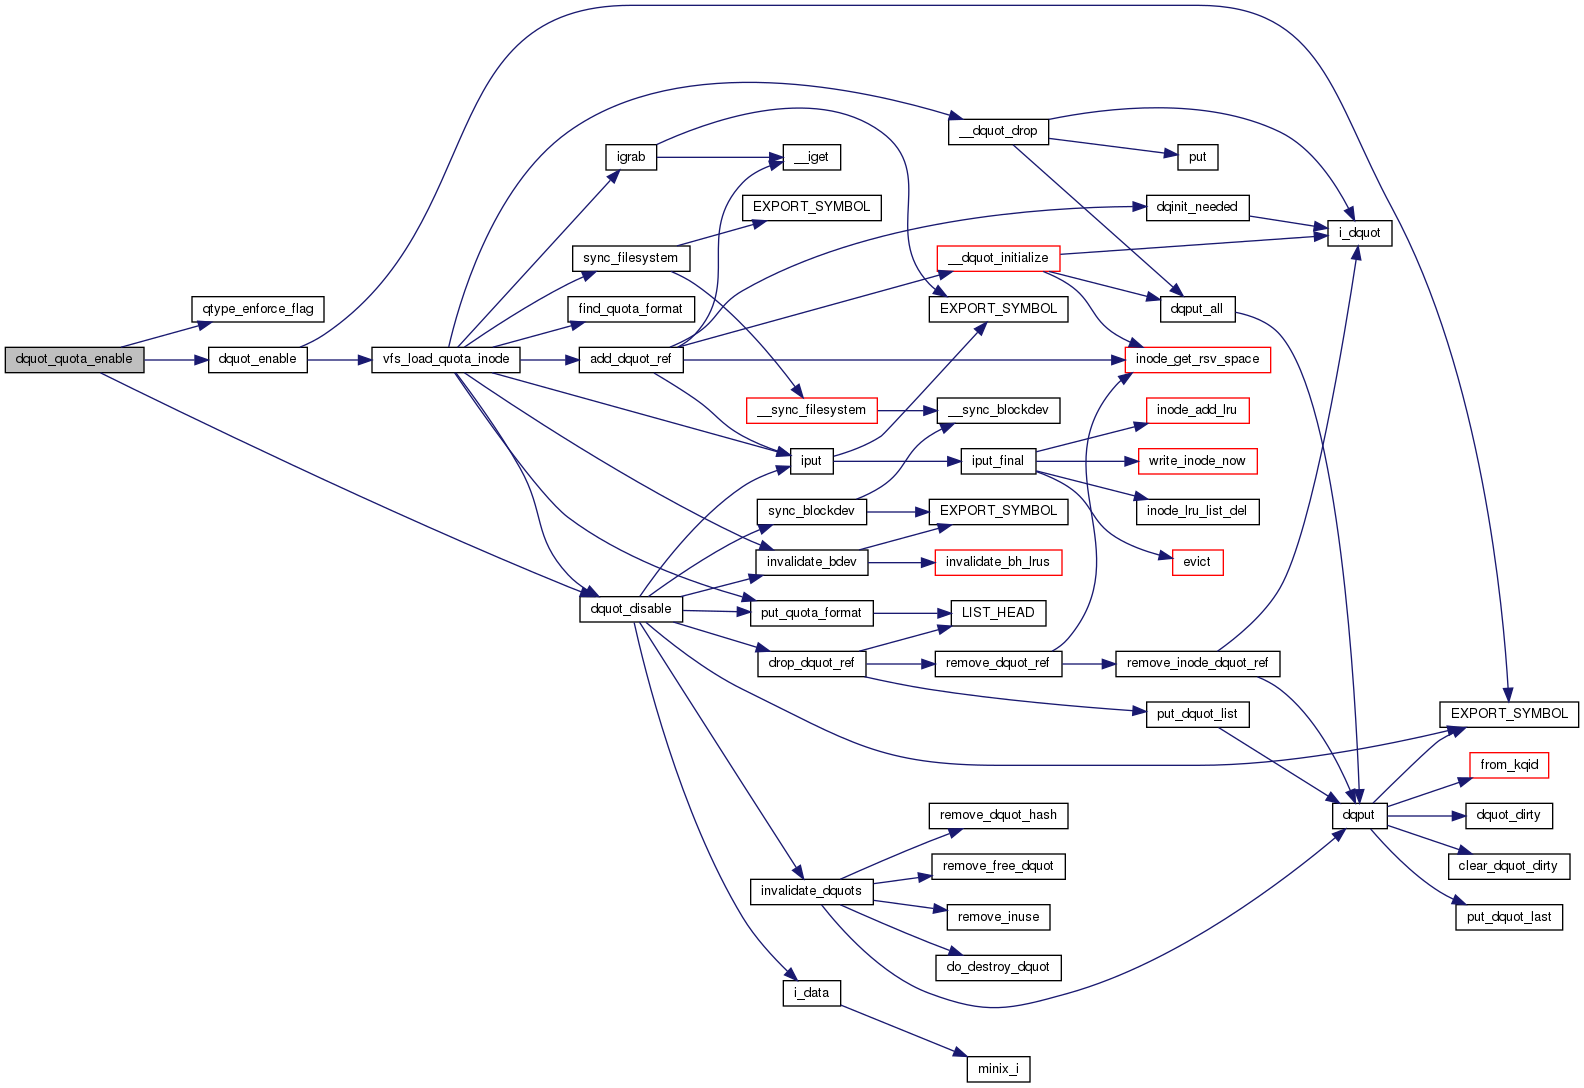 dquot_quota_enable
qtype_enforce_flag
dquot_enable
vfs_load_quota_inode
igrab
sync_filesystem
find_quota_format
add_dquot_ref
dquot_disable
__iget
EXPORT_SYMBOL
__sync_filesystem
iput
sync_blockdev
invalidate_bdev
put_quota_format
drop_dquot_ref
invalidate_dquots
i_data
__dquot_drop
__dquot_initialize
EXPORT_SYMBOL
__sync_blockdev
iput_final
EXPORT_SYMBOL
invalidate_bh_lrus
LIST_HEAD
remove_dquot_ref
remove_dquot_hash
remove_free_dquot
remove_inuse
do_destroy_dquot
minix_i
put
dqinit_needed
dqput_all
inode_get_rsv_space
inode_add_lru
write_inode_now
inode_lru_list_del
evict
remove_inode_dquot_ref
put_dquot_list
i_dquot
dqput
EXPORT_SYMBOL
from_kqid
dquot_dirty
clear_dquot_dirty
put_dquot_last